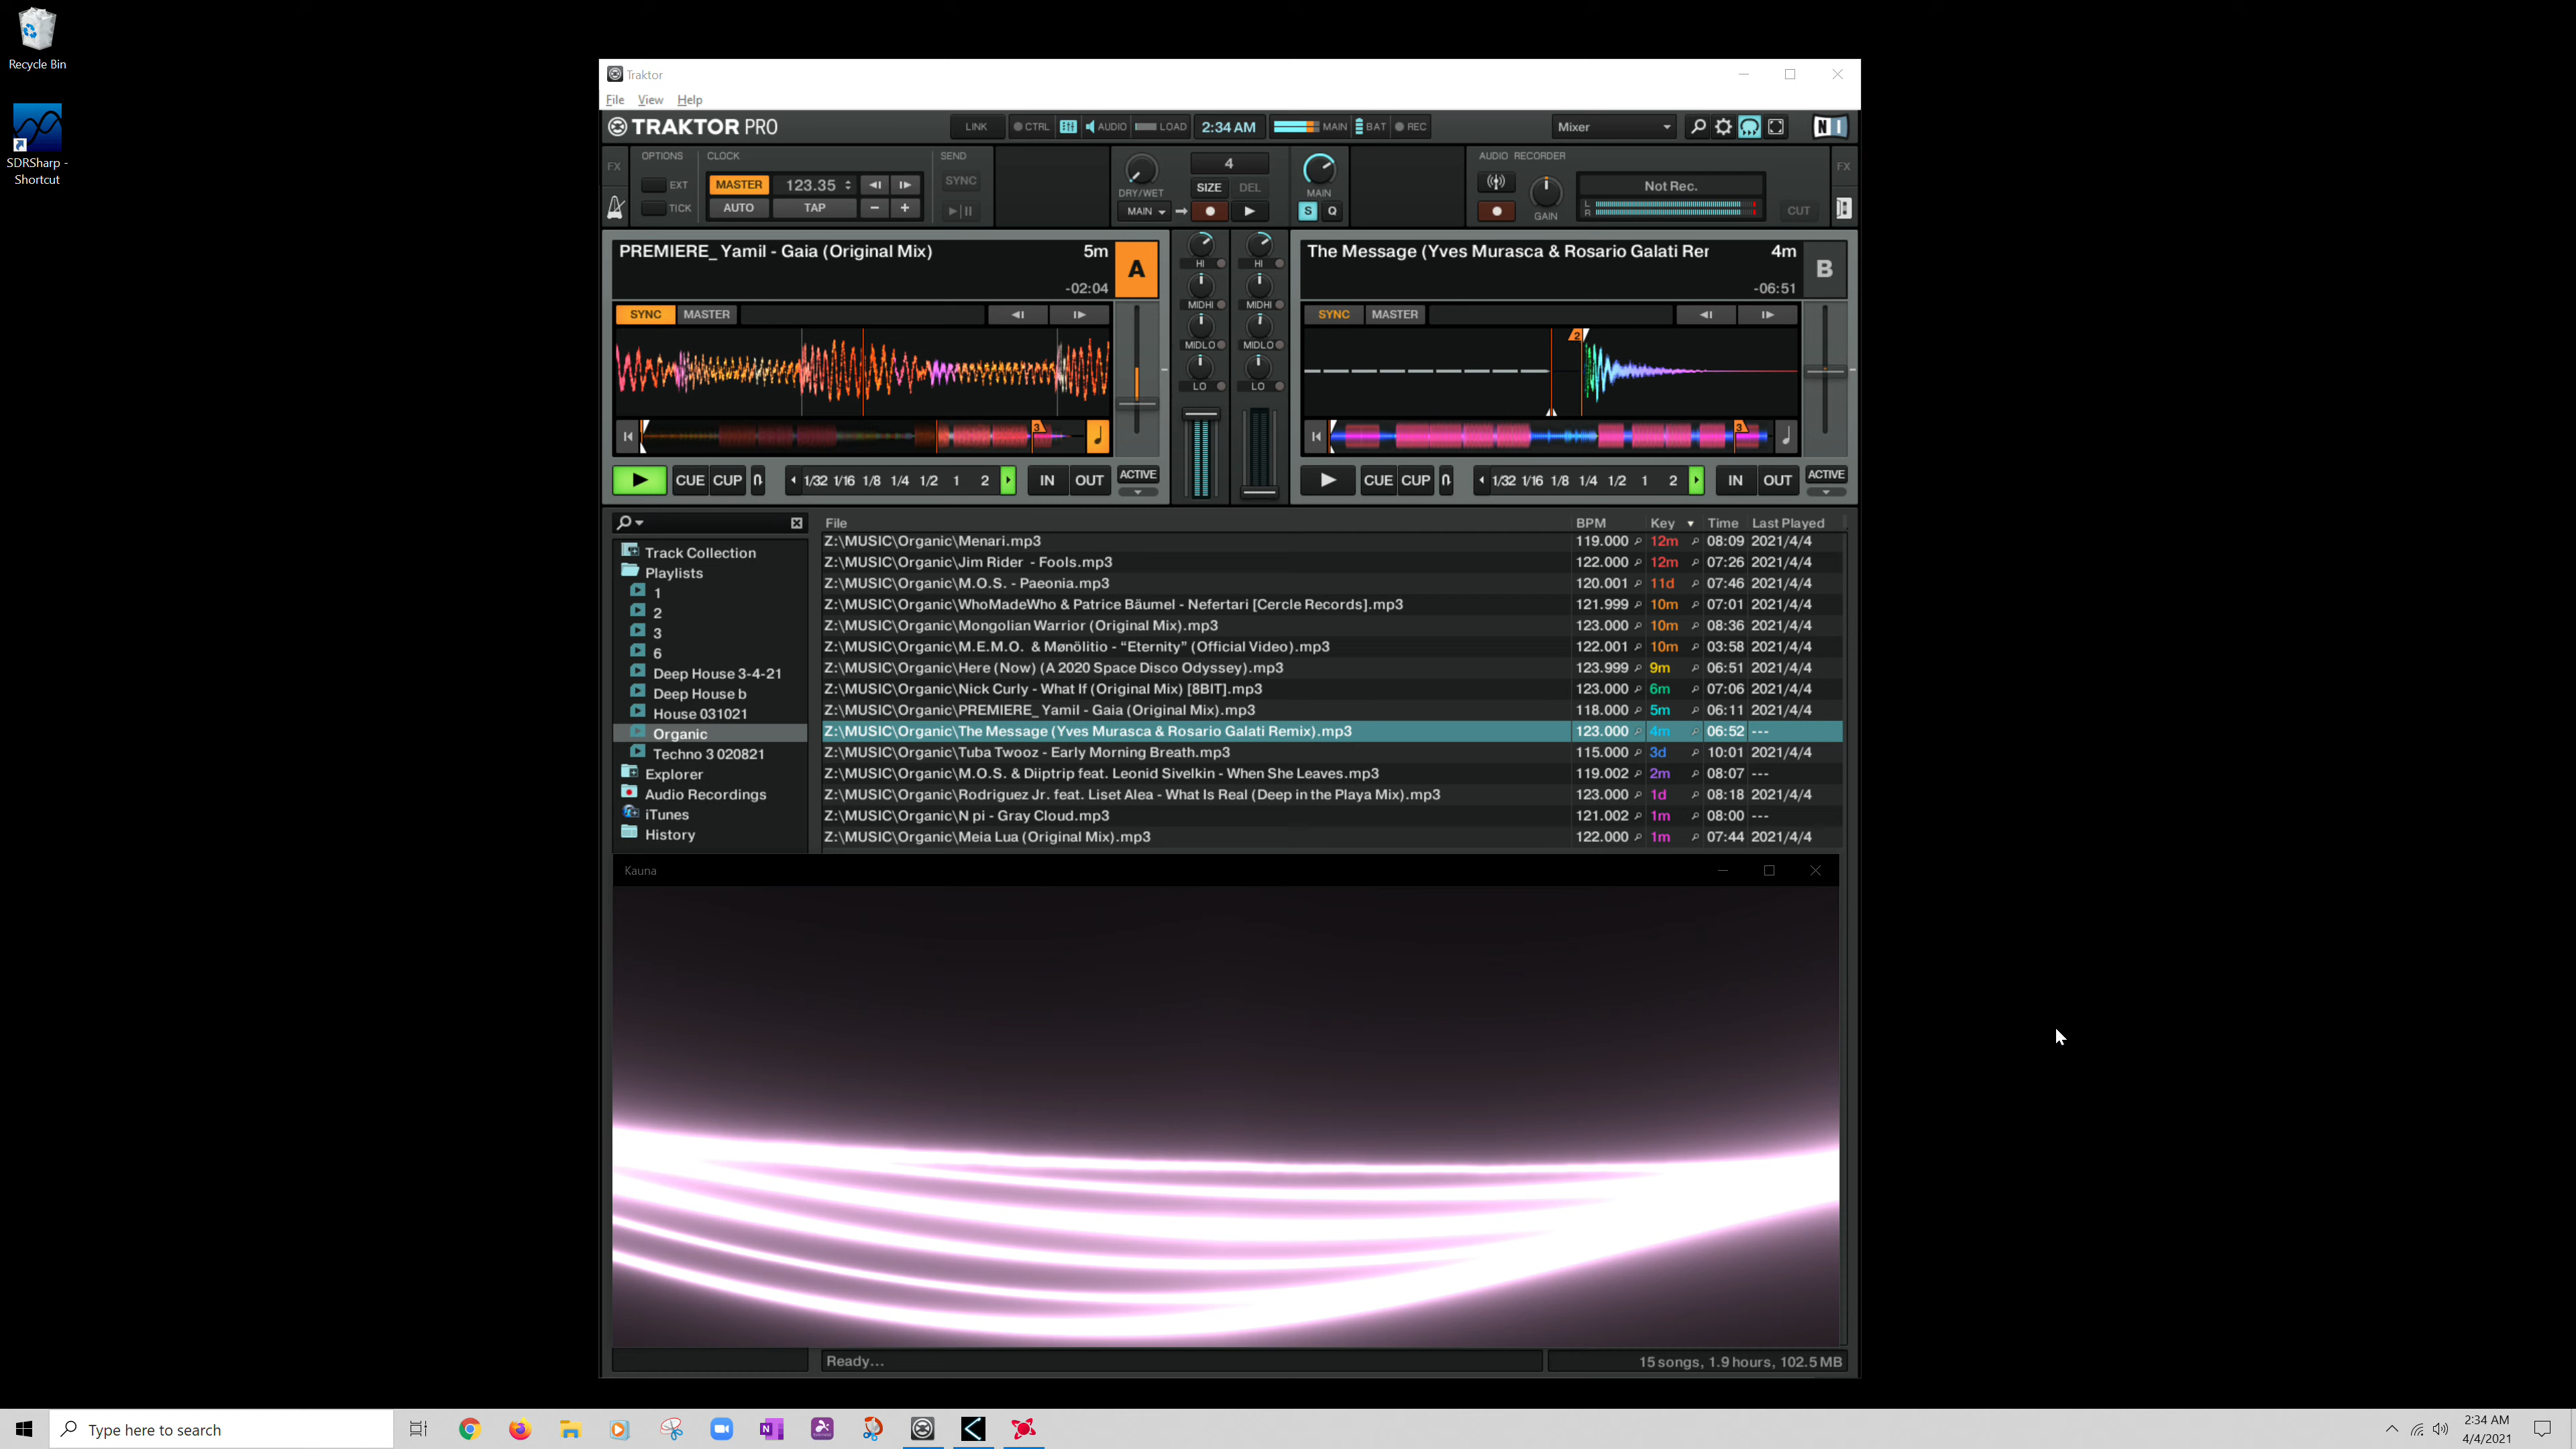 Recycle Bin
SDRSharp -
Shortcut
Traktor
File View Help
TRAKTOR PRO
LINK CTRL AUDIO LOAD 2:34 AM MAIN BAT REC Mixer
FX OPTIONS CLOCK SEND 4 AUDIO RECORDER FX
EXT MASTER 123.35 SYNC DRY/WET SIZE DEL MAIN Not Rec.
TICK AUTO TAP - + MAIN S Q GAIN L R CUT
PREMIERE_ Yamil - Gaia (Original Mix) 5m A
-02:04
SYNC MASTER
3
CUE CUP 1/32 1/16 1/8 1/4 1/2 1 2 IN OUT ACTIVE
HI HI
MIDHI MIDHI
MIDLO MIDLO
LO LO
The Message (Yves Murasca & Rosario Galati Rer 4m B
-06:51
SYNC MASTER
2
3
CUE CUP 1/32 1/16 1/8 1/4 1/2 1 2 IN OUT ACTIVE
Track Collection
Playlists
1
2
3
6
Deep House 3-4-21
Deep House b
House 031021
Organic
Techno 3 020821
Explorer
Audio Recordings
iTunes
History
File BPM Key Time Last Played
Z:\MUSIC\Organic\Menari.mp3 119.000 12m 08:09 2021/4/4
Z:\MUSIC\Organic\Jim Rider - Fools.mp3 122.000 12m 07:26 2021/4/4
Z:\MUSIC\Organic\M.O.S. - Paeonia.mp3 120.001 11d 07:46 2021/4/4
Z:\MUSIC\Organic\WhoMadeWho & Patrice Bäumel - Nefertari [Cercle Records].mp3 121.999 10m 07:01 2021/4/4
Z:\MUSIC\Organic\Mongolian Warrior (Original Mix).mp3 123.000 10m 08:36 2021/4/4
Z:\MUSIC\Organic\M.E.M.O. & Mønölitio - “Eternity” (Official Video).mp3 122.001 10m 03:58 2021/4/4
Z:\MUSIC\Organic\Here (Now) (A 2020 Space Disco Odyssey).mp3 123.999 9m 06:51 2021/4/4
Z:\MUSIC\Organic\Nick Curly - What If (Original Mix) [8BIT].mp3 123.000 6m 07:06 2021/4/4
Z:\MUSIC\Organic\PREMIERE_ Yamil - Gaia (Original Mix).mp3 118.000 5m 06:11 2021/4/4
Z:\MUSIC\Organic\The Message (Yves Murasca & Rosario Galati Remix).mp3 123.000 4m 06:52 ---
Z:\MUSIC\Organic\Tuba Twooz - Early Morning Breath.mp3 115.000 3d 10:01 2021/4/4
Z:\MUSIC\Organic\M.O.S. & Diiptrip feat. Leonid Sivelkin - When She Leaves.mp3 119.002 2m 08:07 ---
Z:\MUSIC\Organic\Rodriguez Jr. feat. Liset Alea - What Is Real (Deep in the Playa Mix).mp3 123.000 1d 08:18 2021/4/4
Z:\MUSIC\Organic\N pi - Gray Cloud.mp3 121.002 1m 08:00 ---
Z:\MUSIC\Organic\Meia Lua (Original Mix).mp3 122.000 1m 07:44 2021/4/4
Kauna
Ready... 15 songs, 1.9 hours, 102.5 MB
Type here to search
2:34 AM
4/4/2021